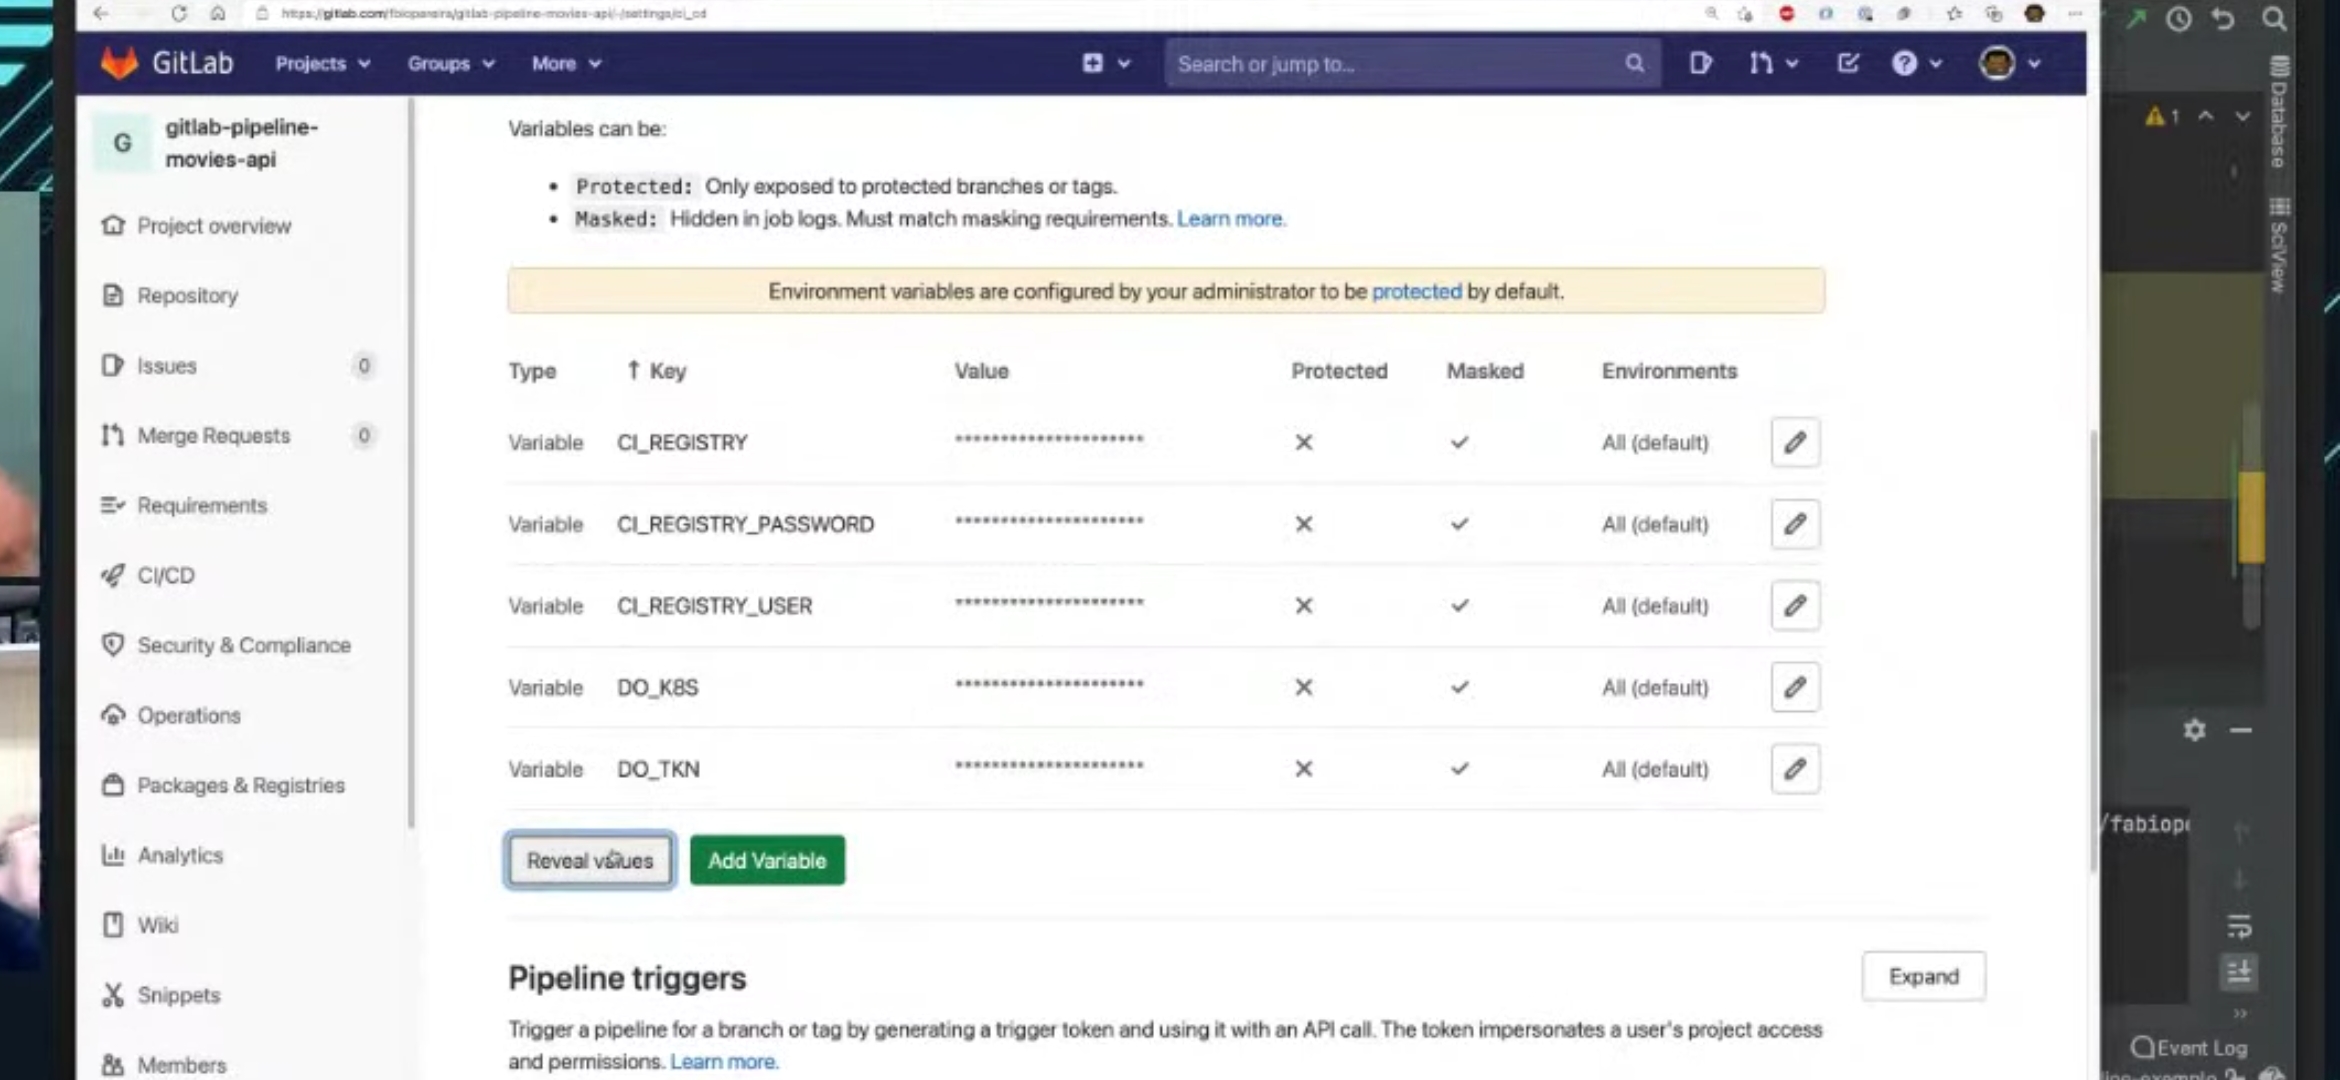 https://gitlab.com/fbiopereira/gitlab-pipeline-movies-api/-/settings/ci_cd
GitLab
Projects
Groups
More
Search or jump to...
G
gitlab-pipeline-
movies-api
Project overview
Repository
Issues
0
Merge Requests
0
Requirements
CI/CD
Security & Compliance
Operations
Packages & Registries
Analytics
Wiki
Snippets
Members
Variables can be:
• Protected: Only exposed to protected branches or tags.
• Masked: Hidden in job logs. Must match masking requirements. Learn more.
Environment variables are configured by your administrator to be protected by default.
Type ↑ Key Value Protected Masked Environments
Variable CI_REGISTRY ********************* All (default)
Variable CI_REGISTRY_PASSWORD ********************* All (default)
Variable CI_REGISTRY_USER ********************* All (default)
Variable DO_K8S ********************* All (default)
Variable DO_TKN ********************* All (default)
Reveal values
Add Variable
Pipeline triggers
Expand
Trigger a pipeline for a branch or tag by generating a trigger token and using it with an API call. The token impersonates a user's project access
and permissions. Learn more.
1
Database
SciView
/fabiop
Event Log